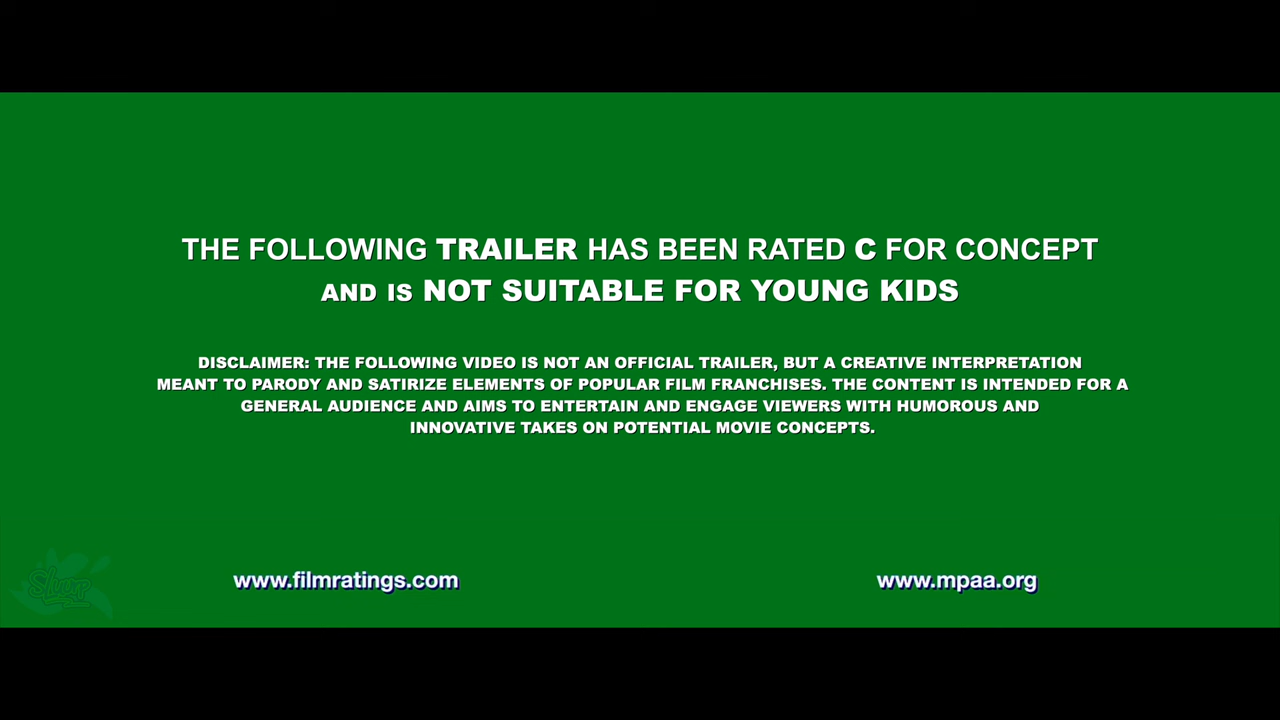 THE FOLLOWING TRAILER HAS BEEN RATED C FOR CONCEPT
AND IS NOT SUITABLE FOR YOUNG KIDS
DISCLAIMER: THE FOLLOWING VIDEO IS NOT AN OFFICIAL TRAILER, BUT A CREATIVE INTERPRETATION
MEANT TO PARODY AND SATIRIZE ELEMENTS OF POPULAR FILM FRANCHISES. THE CONTENT IS INTENDED FOR A
GENERAL AUDIENCE AND AIMS TO ENTERTAIN AND ENGAGE VIEWERS WITH HUMOROUS AND
INNOVATIVE TAKES ON POTENTIAL MOVIE CONCEPTS.
Shop
www.filmratings.com www.mpaa.org